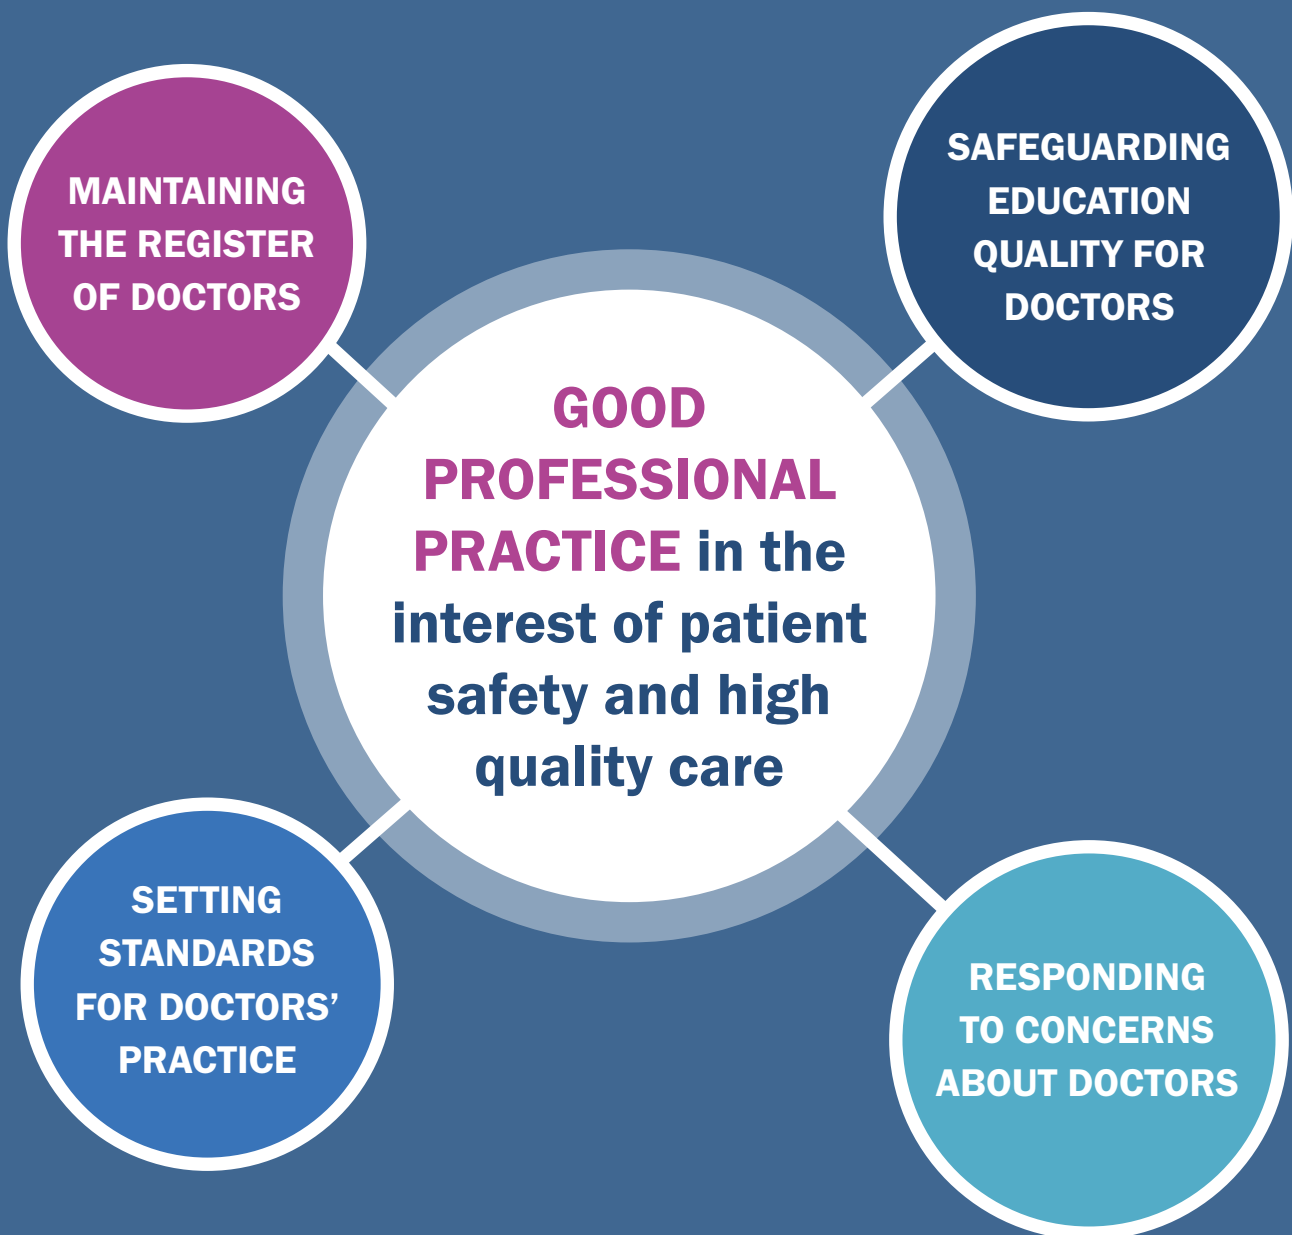 MAINTAINING
THE REGISTER
OF DOCTORS
SAFEGUARDING
EDUCATION
QUALITY FOR
DOCTORS
GOOD
PROFESSIONAL
PRACTICE in the
interest of patient
safety and high
quality care
SETTING
STANDARDS
FOR DOCTORS’
PRACTICE
RESPONDING
TO CONCERNS
ABOUT DOCTORS